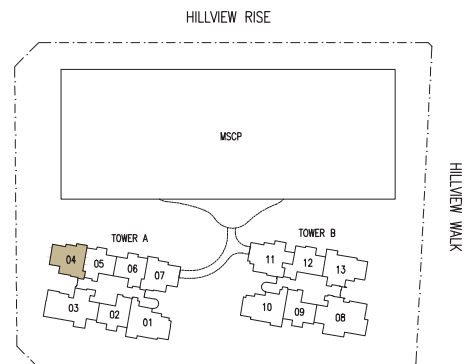 HILLVIEW RISE
MSCP
HILLVIEW WALK
TOWER A
TOWER B
04
05
06
07
11
12
13
03
02
01
10
09
08